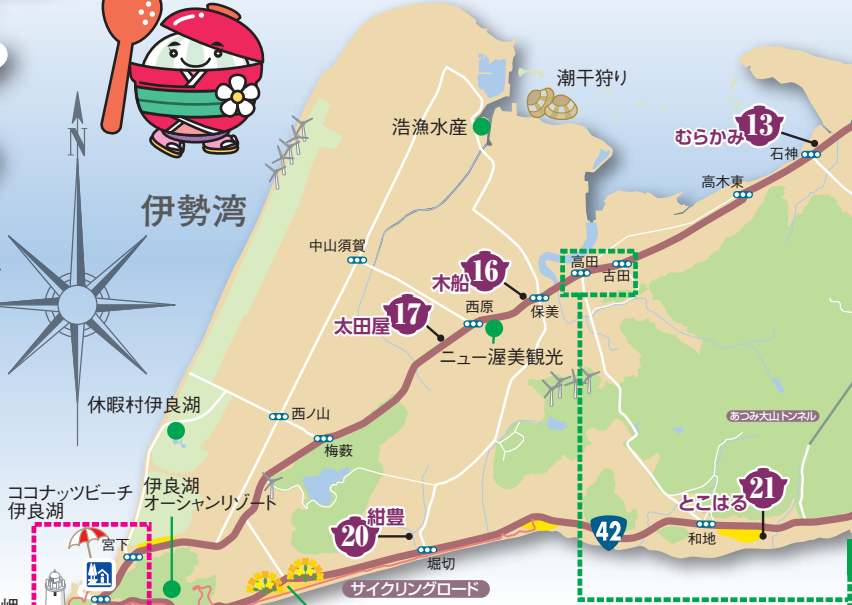 潮干狩り
浩漁水産
13
むらかみ
石神
高木東
N
伊勢湾
中山須賀
高田
古田
16
木船
保美
西原
17
太田屋
ニュー渥美観光
休暇村伊良湖
西ノ山
梅薮
あつみ大山トンネル
ココナッツビーチ
伊良湖
伊良湖
オーシャンリゾート
とこはる
21
紺豊
20
42
和地
宮下
堀切
サイクリングロード
岬